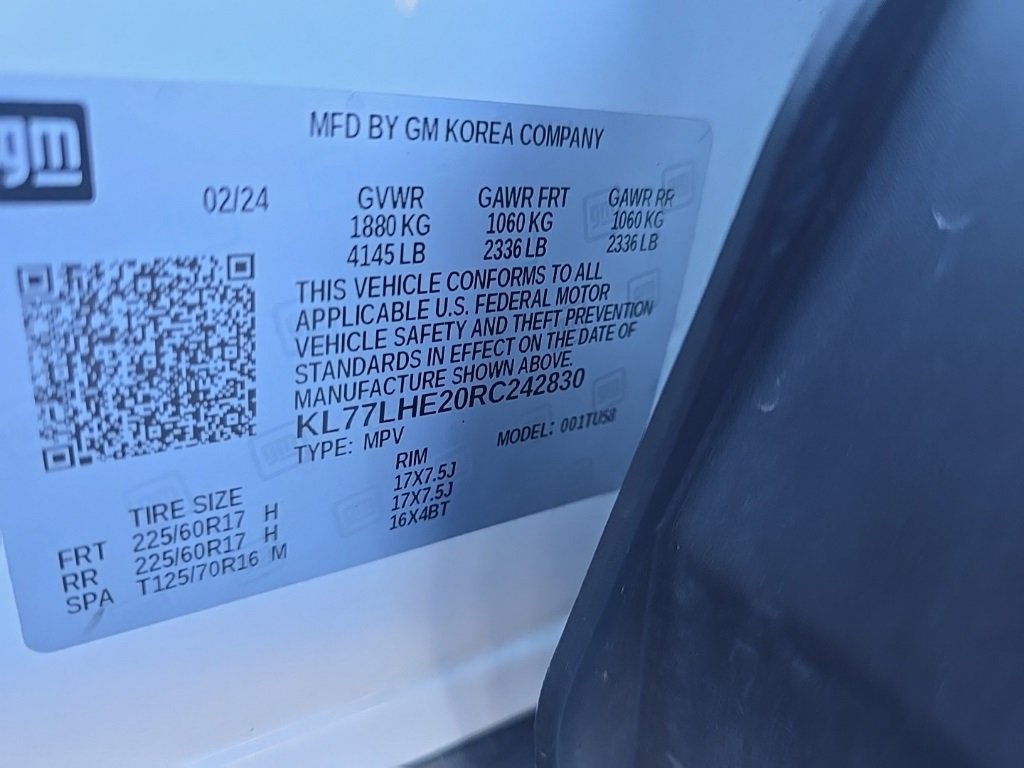 gm
MFD BY GM KOREA COMPANY
02/24 GVWR GAWR FRT GAWR RR
1880 KG 1060 KG 1060 KG
4145 LB 2336 LB 2336 LB
THIS VEHICLE CONFORMS TO ALL
APPLICABLE U.S. FEDERAL MOTOR
VEHICLE SAFETY AND THEFT PREVENTION
STANDARDS IN EFFECT ON THE DATE OF
MANUFACTURE SHOWN ABOVE.
KL77LHE20RC242830
TYPE: MPV MODEL: 001TUS8
TIRE SIZE RIM
FRT 225/60R17 H 17X7.5J
RR 225/60R17 H 17X7.5J
SPA T125/70R16 M 16X4BT